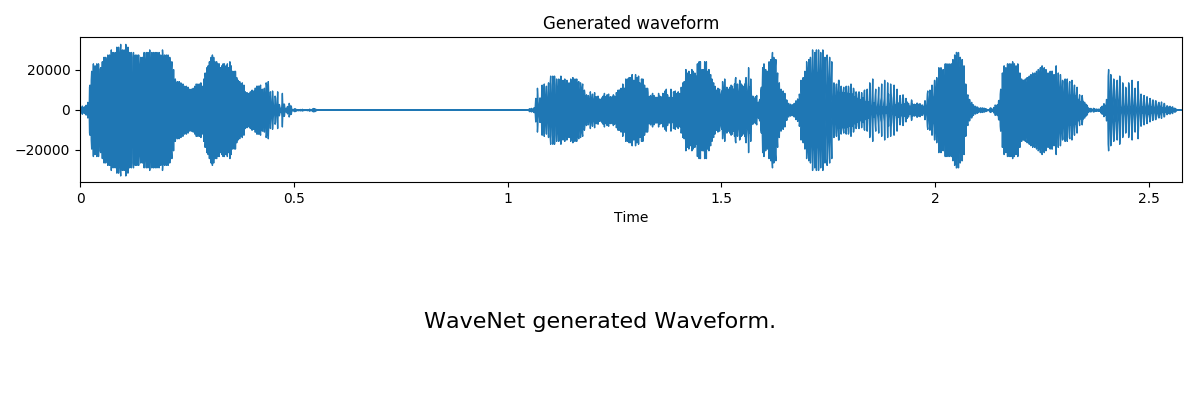 Generated waveform
20000
0
−20000
0 0.5 1 1.5 2 2.5
Time
WaveNet generated Waveform.